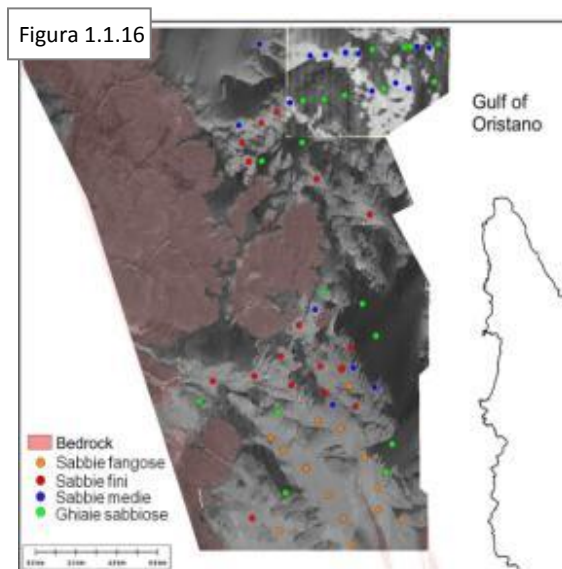 Figura 1.1.16
Gulf of
Oristano
Bedrock
Sabbie fangose
Sabbie fini
Sabbie medie
Ghiaie sabbiose